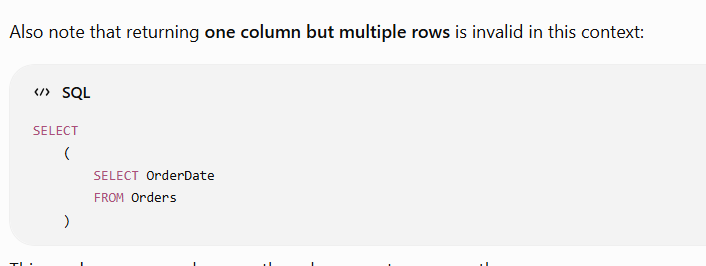 Also note that returning one column but multiple rows is invalid in this context:
</> SQL
SELECT
(
SELECT OrderDate
FROM Orders
)